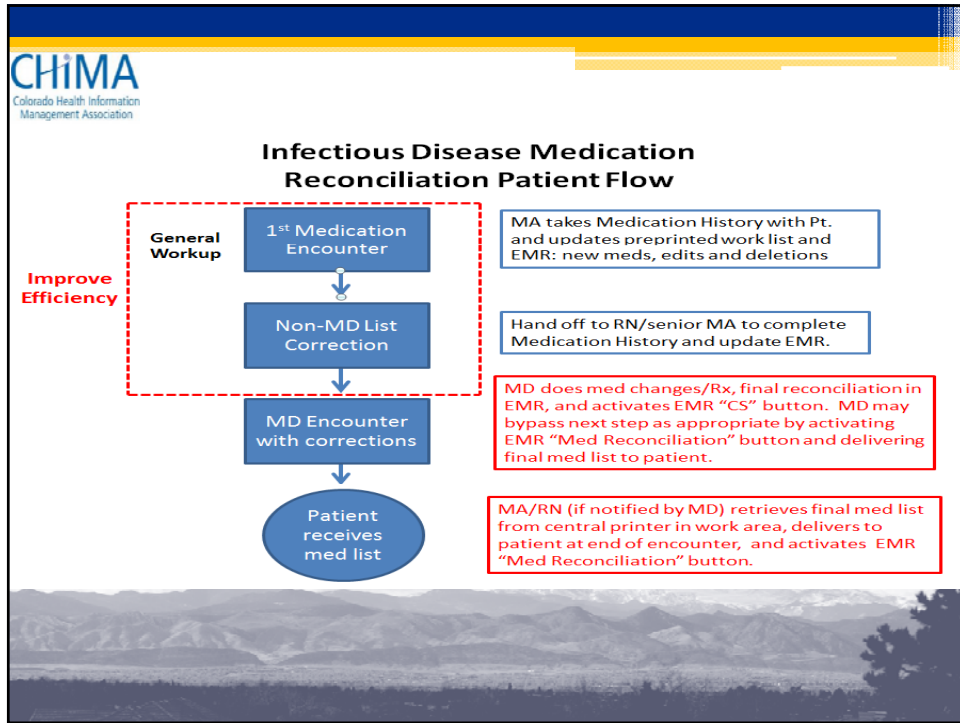 CHiMA
Colorado Health Information
Management Association
Infectious Disease Medication
Reconciliation Patient Flow
General
Workup
Improve
Efficiency
1st Medication
Encounter
MA takes Medication History with Pt.
and updates preprinted work list and
EMR: new meds, edits and deletions
Non-MD List
Correction
Hand off to RN/senior MA to complete
Medication History and update EMR.
MD Encounter
with corrections
MD does med changes/Rx, final reconciliation in
EMR, and activates EMR “CS” button. MD may
bypass next step as appropriate by activating
EMR “Med Reconciliation” button and delivering
final med list to patient.
Patient
receives
med list
MA/RN (if notified by MD) retrieves final med list
from central printer in work area, delivers to
patient at end of encounter, and activates EMR
“Med Reconciliation” button.